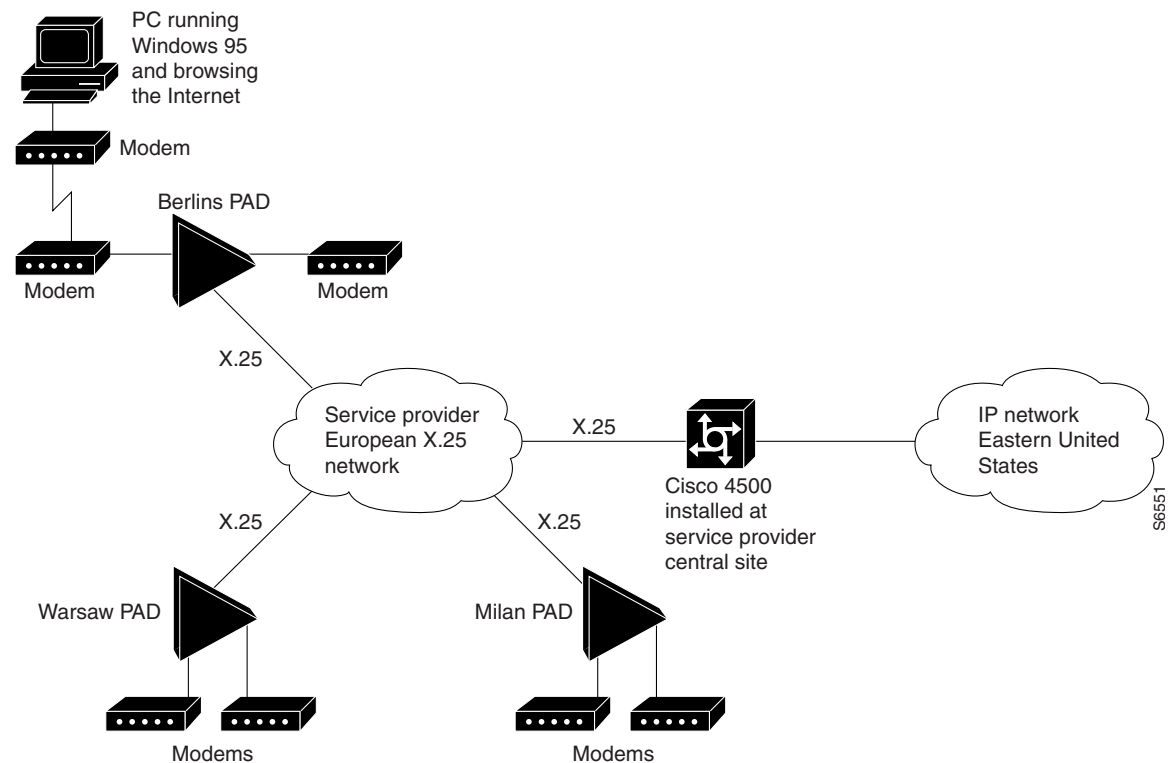 PC running
Windows 95
and browsing
the Internet
Modem
Berlins PAD
Modem
Modem
X.25
Service provider
European X.25
network
X.25
Cisco 4500
installed at
service provider
central site
IP network
Eastern United
States
S6551
X.25
X.25
Warsaw PAD
Milan PAD
Modems
Modems